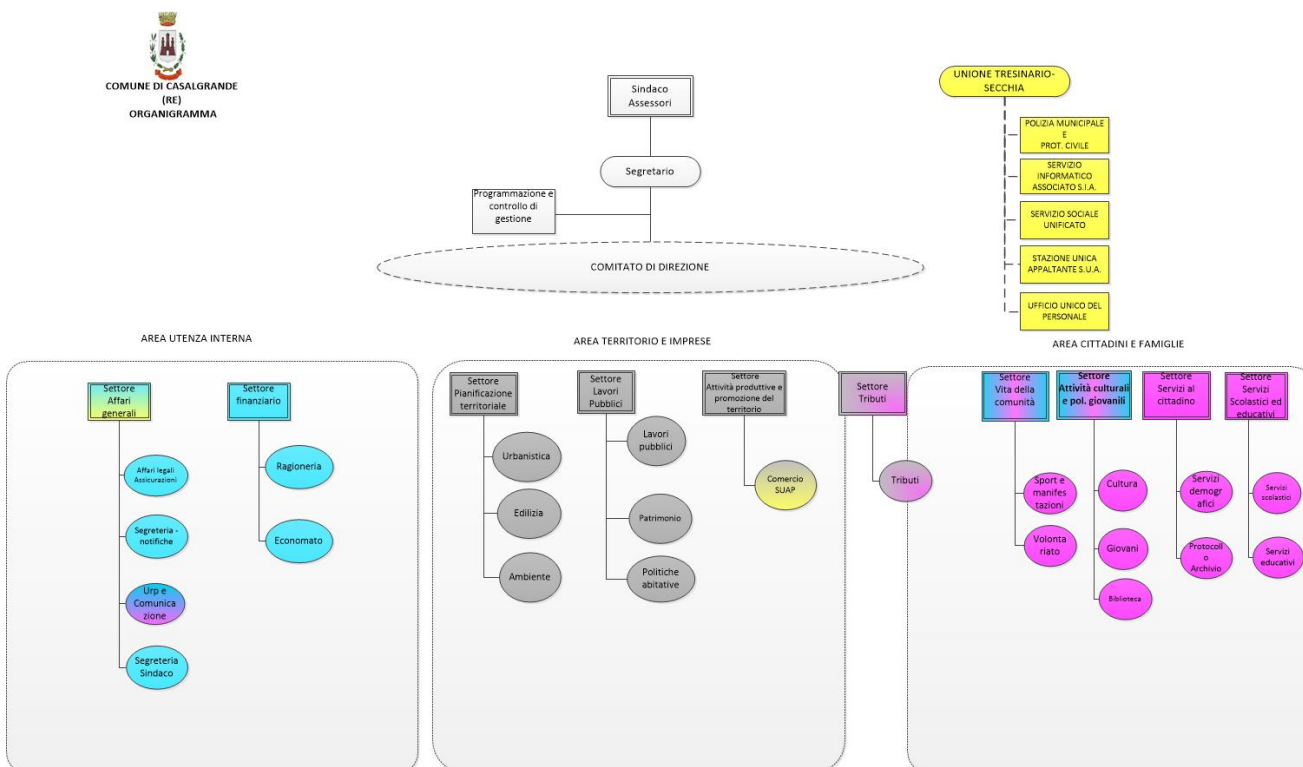 COMUNE DI CASALGRANDE
(RE)
ORGANIGRAMMA
Sindaco
Assessori
Segretario
Programmazione e
controllo di
gestione
COMITATO DI DIREZIONE
UNIONE TRESINARIO-
SECCHIA
POLIZIA MUNICIPALE
E
PROT. CIVILE
SERVIZIO
INFORMATICO
ASSOCIATO S.I.A.
SERVIZIO SOCIALE
UNIFICATO
STAZIONE UNICA
APPALTANTE S.U.A.
UFFICIO UNICO DEL
PERSONALE
AREA UTENZA INTERNA
Settore
Affari
generali
Affari legali
Assicurazioni
Segreteria -
notifiche
Urp e
Comunica
zione
Segreteria
Sindaco
Settore
finanziario
Ragioneria
Economato
AREA TERRITORIO E IMPRESE
Settore
Pianificazione
territoriale
Urbanistica
Edilizia
Ambiente
Settore
Lavori
Pubblici
Lavori
pubblici
Patrimonio
Politiche
abitative
Settore
Attività produttive e
promozione del
territorio
Comercio
SUAP
Settore
Tributi
Tributi
AREA CITTADINI E FAMIGLIE
Settore
Vita della
comunità
Sport e
manifes
tazioni
Volonta
riato
Settore
Attività culturali
e pol. giovanili
Cultura
Giovani
Biblioteca
Settore
Servizi al
cittadino
Servizi
demogr
afici
Protocoll
o
Archivio
Settore
Servizi
Scolastici ed
educativi
Servizi
scolastici
Servizi
educativi